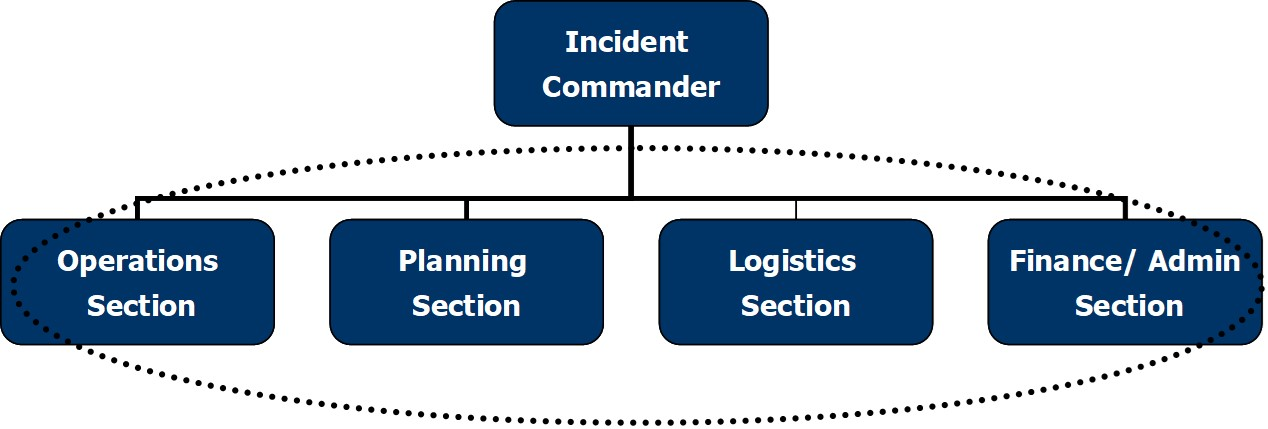 Incident
Commander
Operations
Section
Planning
Section
Logistics
Section
Finance/ Admin
Section